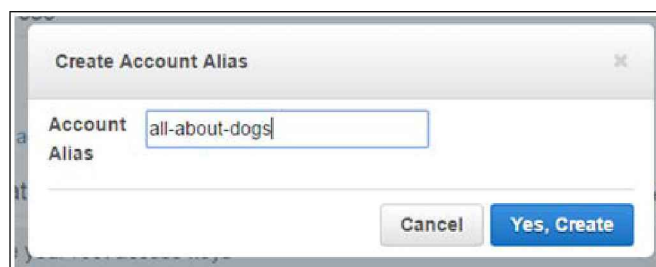 Create Account Alias
Account
Alias
all-about-dogs
Cancel
Yes, Create